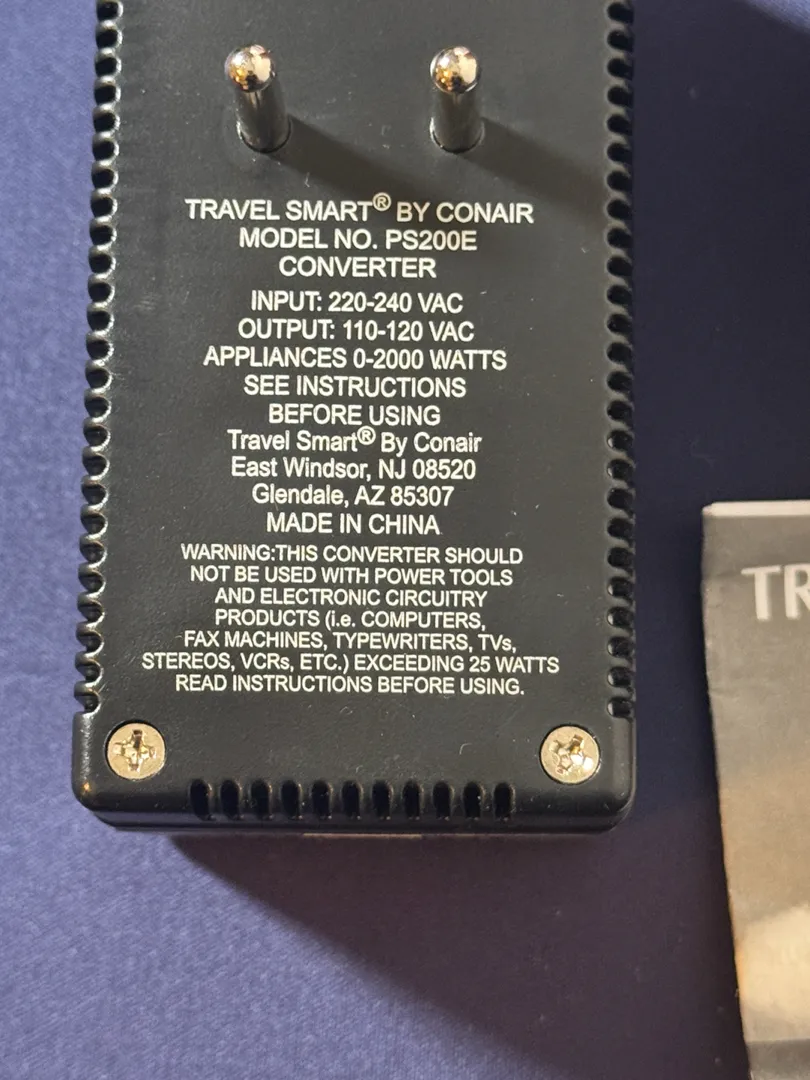 TRAVEL SMART® BY CONAIR
MODEL NO. PS200E
CONVERTER
INPUT: 220-240 VAC
OUTPUT: 110-120 VAC
APPLIANCES 0-2000 WATTS
SEE INSTRUCTIONS
BEFORE USING
Travel Smart® By Conair
East Windsor, NJ 08520
Glendale, AZ 85307
MADE IN CHINA
WARNING:THIS CONVERTER SHOULD
NOT BE USED WITH POWER TOOLS
AND ELECTRONIC CIRCUITRY
PRODUCTS (i.e. COMPUTERS,
FAX MACHINES, TYPEWRITERS, TVs,
STEREOS, VCRs, ETC.) EXCEEDING 25 WATTS
READ INSTRUCTIONS BEFORE USING.
TR